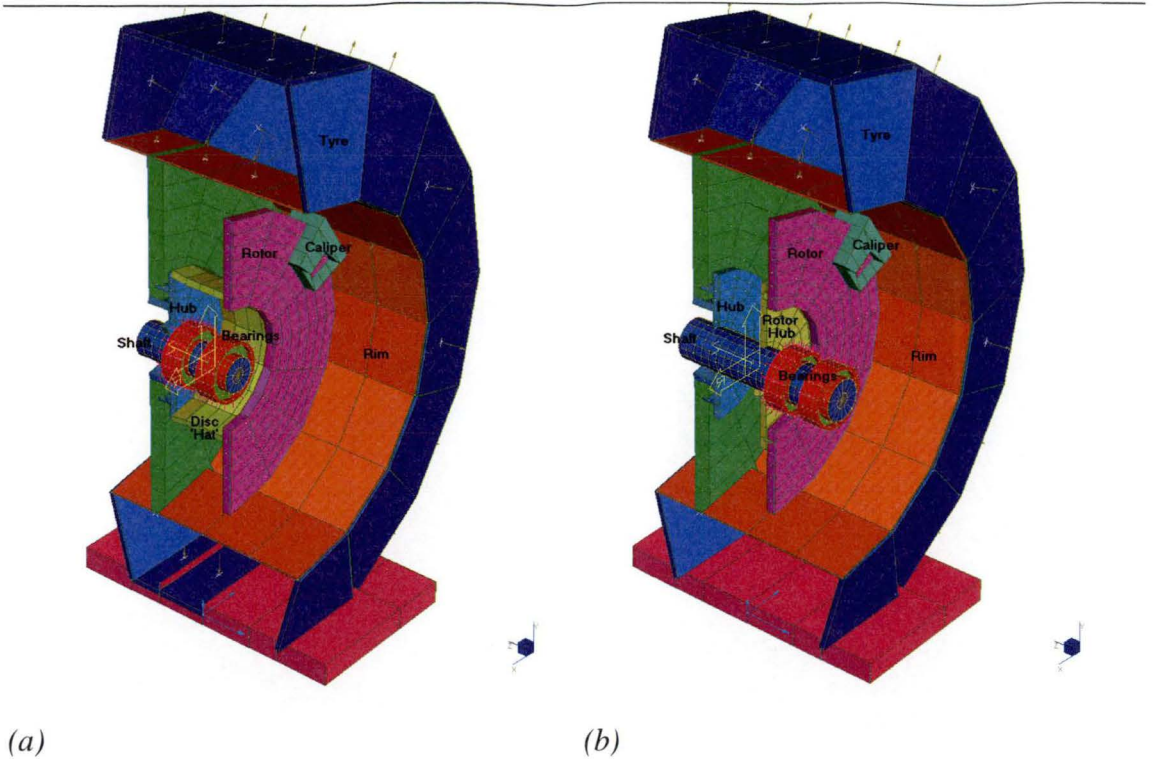 Tyre
Rotor
Caliper
Hub
Shaft
Bearings
Rim
Disc
'Hat'
Tyre
Rotor
Caliper
Hub
Rotor
Hub
Shaft
Bearings
Rim
(a)
(b)